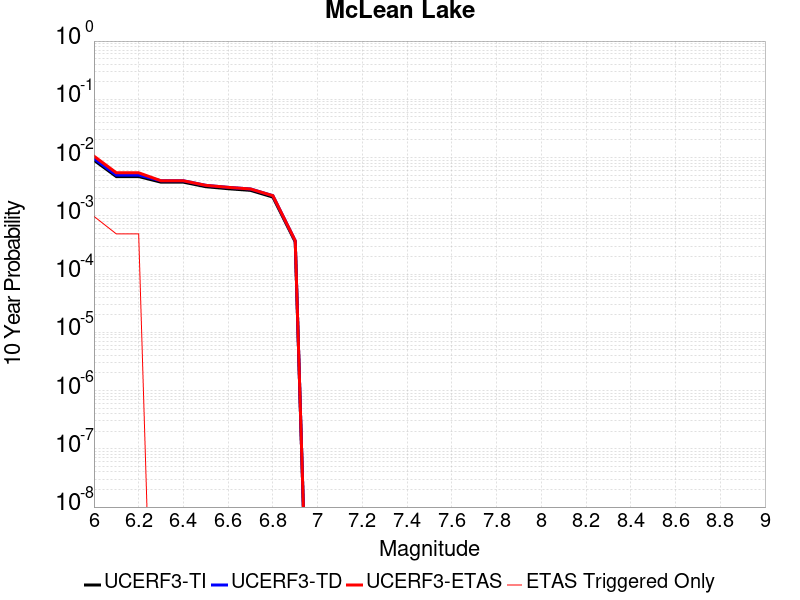 McLean Lake
10 0
10 -1
10 -2
10 -3
10 -4
10 -5
10 -6
10 -7
10 -8
10 Year Probability
6 6.2 6.4 6.6 6.8 7 7.2 7.4 7.6 7.8 8 8.2 8.4 8.6 8.8 9
Magnitude
UCERF3-TI UCERF3-TD UCERF3-ETAS ETAS Triggered Only